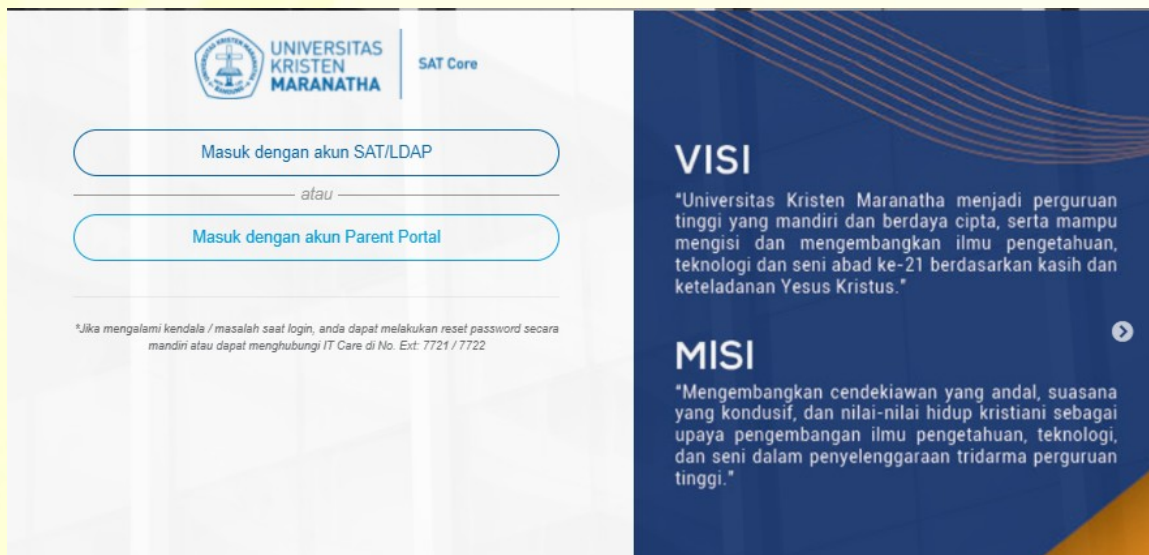 UNIVERSITAS
KRISTEN
MARANATHA
SAT Core
Masuk dengan akun SAT/LDAP
atau
Masuk dengan akun Parent Portal
*Jika mengalami kendala / masalah saat login, anda dapat melakukan reset password secara
mandiri atau dapat menghubungi IT Care di No. Ext: 7721 / 7722
VISI
"Universitas Kristen Maranatha menjadi perguruan
tinggi yang mandiri dan berdaya cipta, serta mampu
mengisi dan mengembangkan ilmu pengetahuan,
teknologi dan seni abad ke-21 berdasarkan kasih dan
keteladanan Yesus Kristus."
MISI
"Mengembangkan cendekiawan yang andal, suasana
yang kondusif, dan nilai-nilai hidup kristiani sebagai
upaya pengembangan ilmu pengetahuan, teknologi,
dan seni dalam penyelenggaraan tridarma perguruan
tinggi."